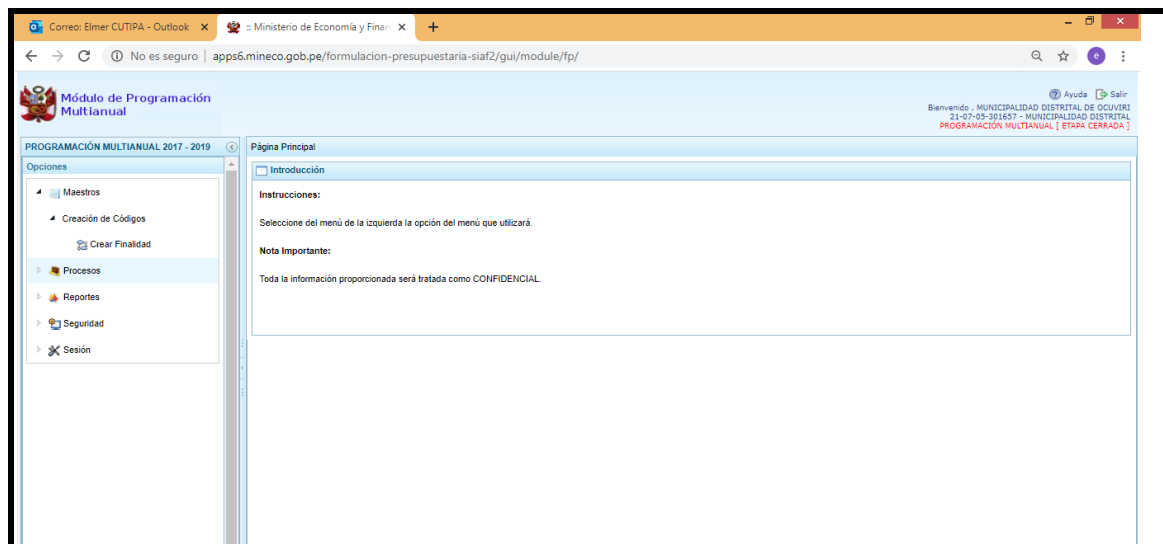 Correo: Elmer CUTIPA - Outlook
:: Ministerio de Economía y Finan
No es seguro | apps6.mineco.gob.pe/formulacion-presupuestaria-siaf2/gui/module/fp/
e
Módulo de Programación
Multianual
Ayuda Salir
Bienvenido , MUNICIPALIDAD DISTRITAL DE OCUVIRI
21-07-05-301657 - MUNICIPALIDAD DISTRITAL
PROGRAMACIÓN MULTIANUAL [ ETAPA CERRADA ]
PROGRAMACIÓN MULTIANUAL 2017 - 2019
Página Principal
Opciones
Introducción
Maestros
Instrucciones:
Creación de Códigos
Seleccione del menú de la izquierda la opción del menú que utilizará.
Crear Finalidad
Nota Importante:
Procesos
Toda la información proporcionada será tratada como CONFIDENCIAL.
Reportes
Seguridad
Sesión